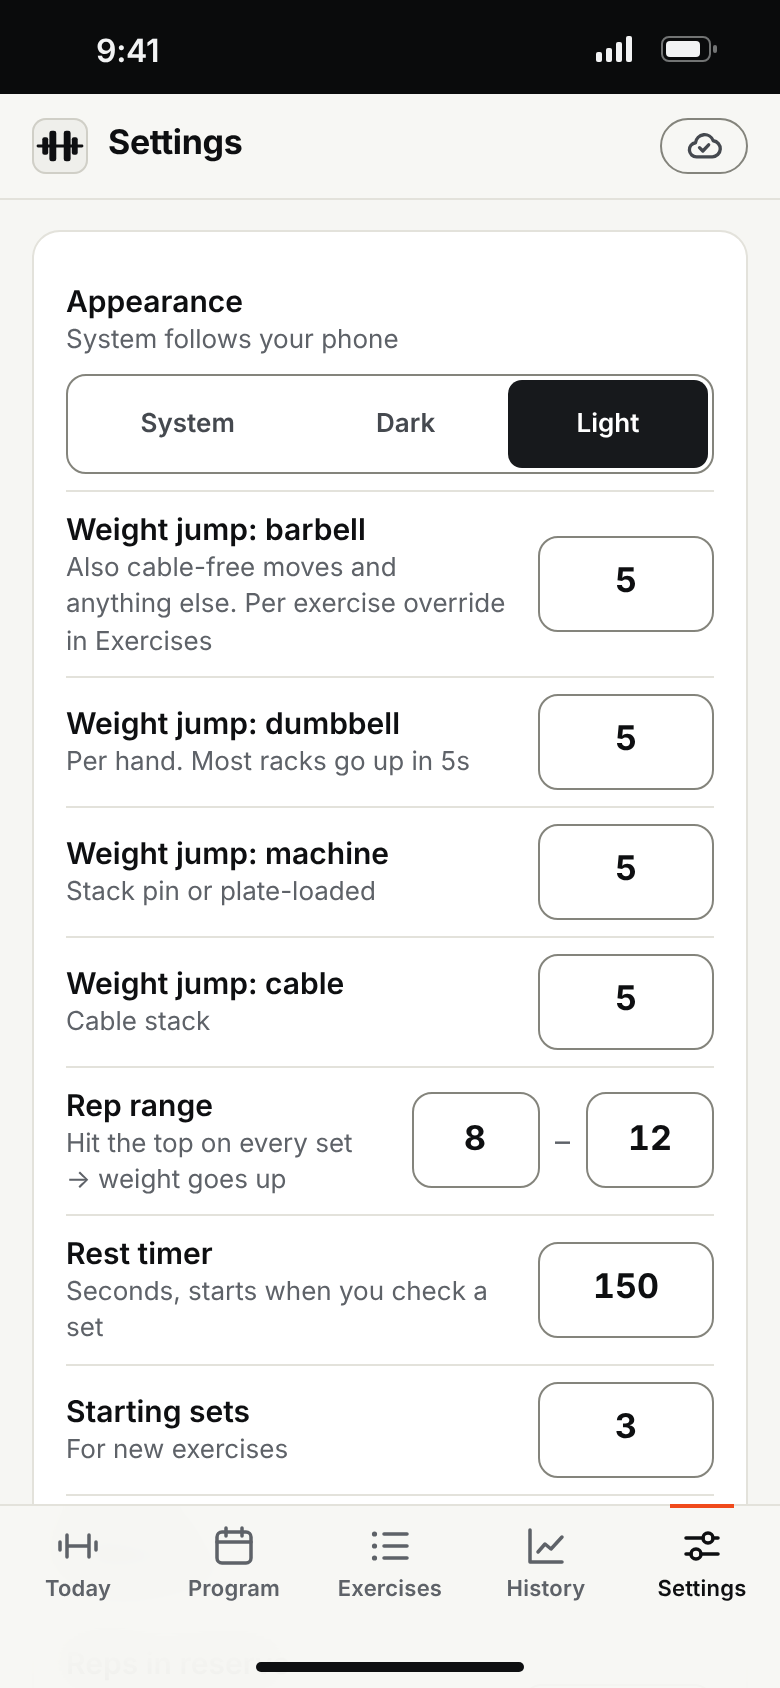 9:41
Settings
Appearance
System follows your phone
System Dark Light
Weight jump: barbell
Also cable-free moves and
anything else. Per exercise override
in Exercises
5
Weight jump: dumbbell
Per hand. Most racks go up in 5s
5
Weight jump: machine
Stack pin or plate-loaded
5
Weight jump: cable
Cable stack
5
Rep range
Hit the top on every set
→ weight goes up
8 – 12
Rest timer
Seconds, starts when you check a
set
150
Starting sets
For new exercises
3
Today Program Exercises History Settings
Reps in reser